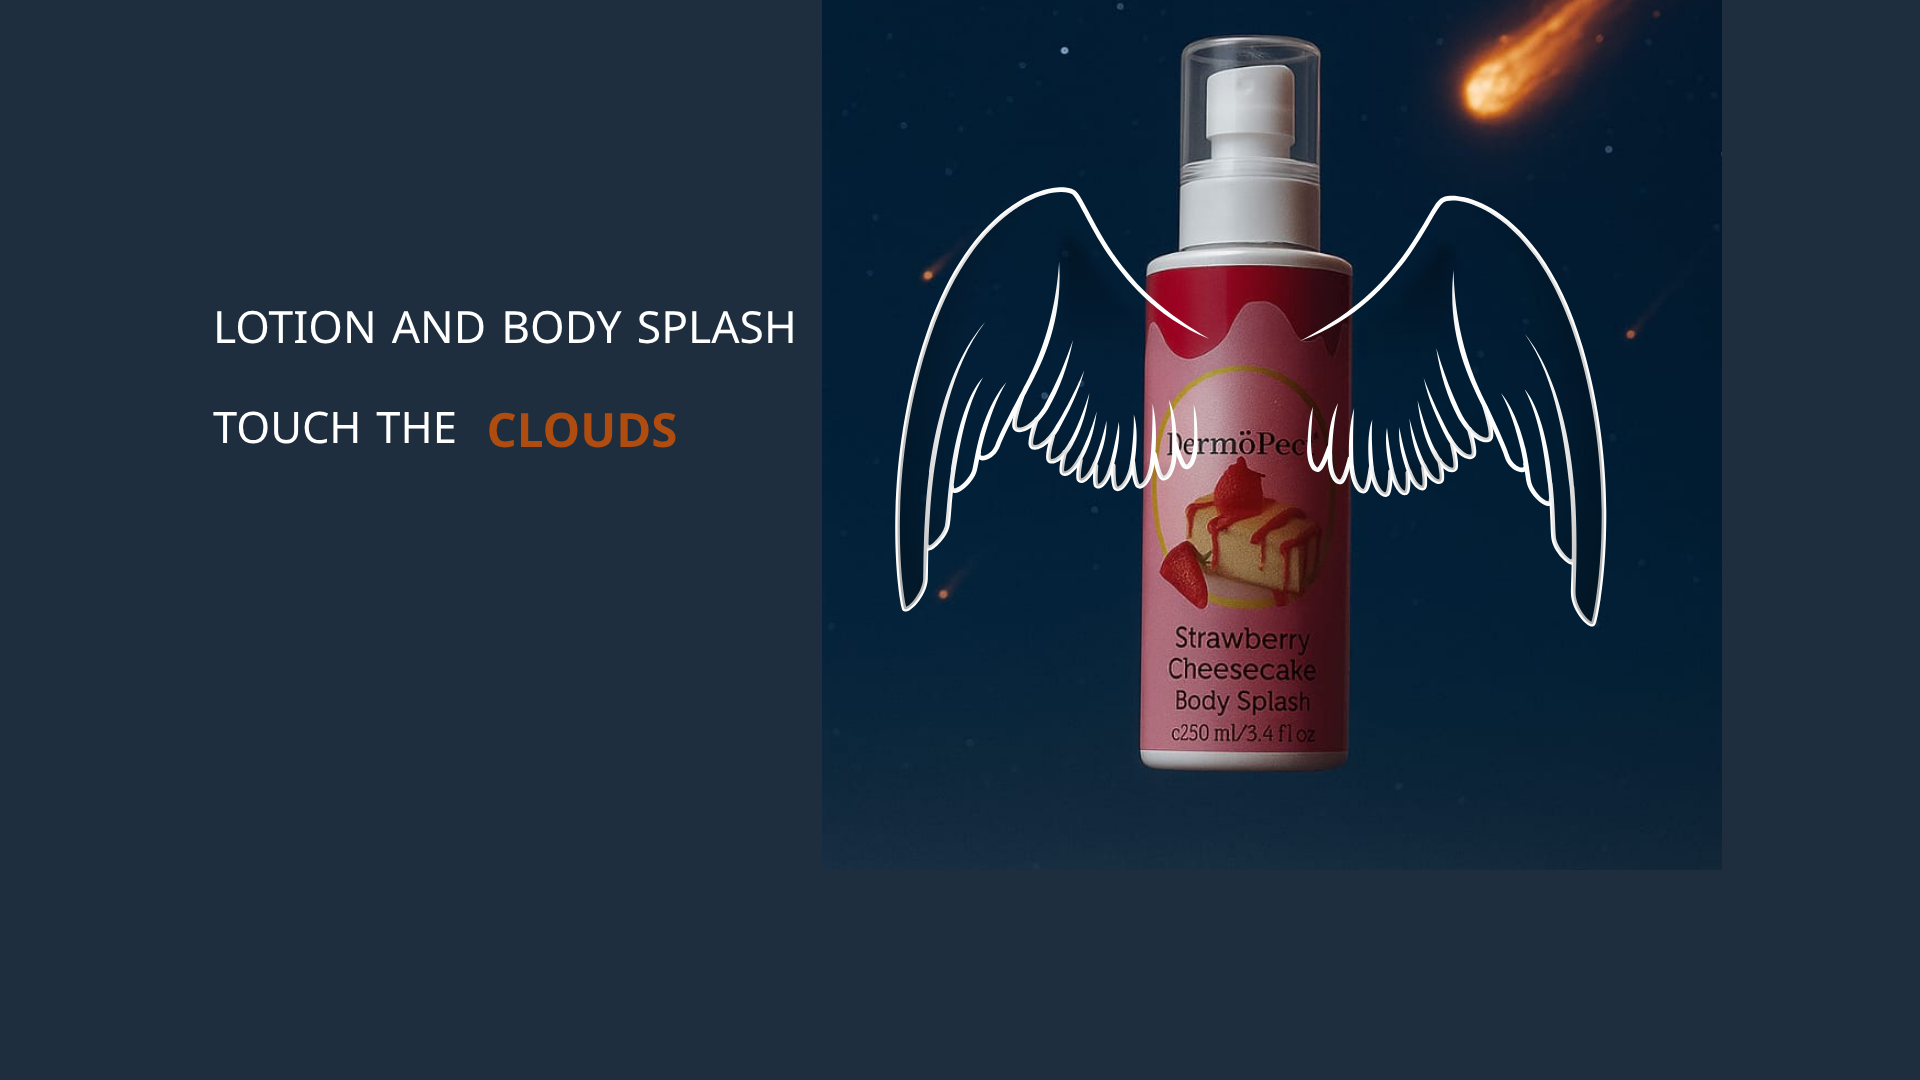 LOTION AND BODY SPLASH
TOUCH THE CLOUDS
Strawberry
Cheesecake
Body Splash
c250 ml/3.4 fl oz